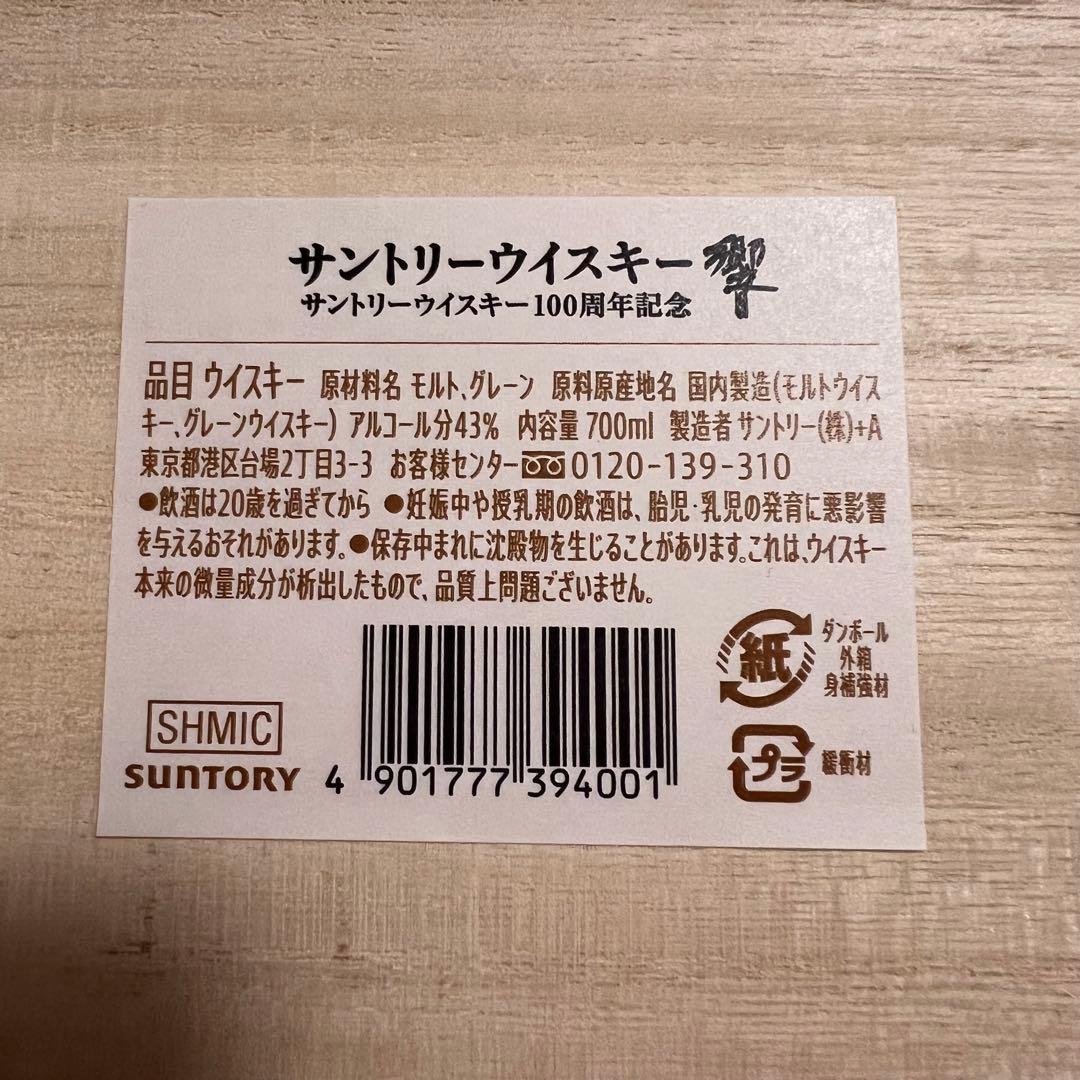 サントリーウイスキー 響
サントリーウイスキー100周年記念
品目 ウイスキー 原材料名 モルト、グレーン 原料原産地名 国内製造(モルトウイス
キー、グレーンウイスキー) アルコール分43% 内容量 700ml 製造者 サントリー(株)+A
東京都港区台場2丁目3-3 お客様センター 0120-139-310
●飲酒は20歳を過ぎてから ●妊娠中や授乳期の飲酒は、胎児・乳児の発育に悪影響
を与えるおそれがあります。●保存中まれに沈殿物を生じることがあります。これは、ウイスキー
本来の微量成分が析出したもので、品質上問題ございません。
紙
ダンボール
外箱
身補強材
SHMIC
SUNTORY
4 901777 394001
プラ
緩衝材